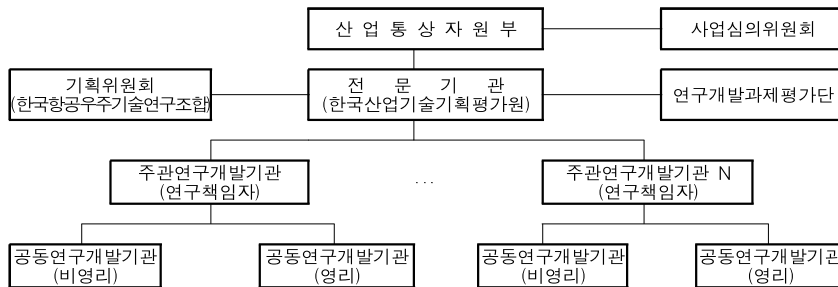 산 업 통 상 자 원 부
사업심의위원회
기획위원회
(한국항공우주기술연구조합)
전 문 기 관
(한국산업기술기획평가원)
연구개발과제평가단
주관연구개발기관
(연구책임자)
...
주관연구개발기관 N
(연구책임자)
공동연구개발기관
(비영리)
공동연구개발기관
(영리)
공동연구개발기관
(비영리)
공동연구개발기관
(영리)